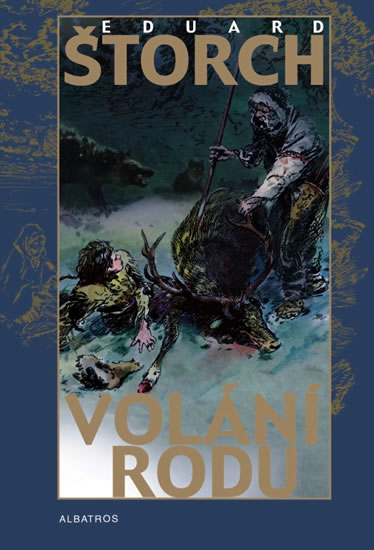 EDUARD
ŠTORCH
VOLÁNÍ
RODU
ALBATROS